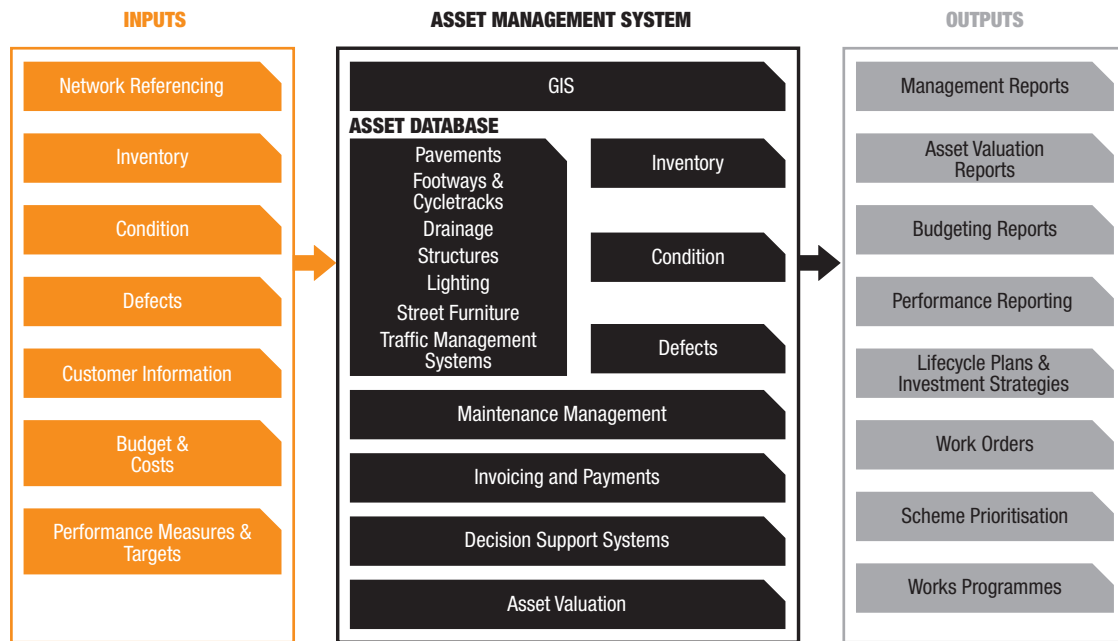 INPUTS
Network Referencing
Inventory
Condition
Defects
Customer Information
Budget &
Costs
Performance Measures &
Targets
ASSET MANAGEMENT SYSTEM
GIS
ASSET DATABASE
Pavements
Footways &
Cycletracks
Drainage
Structures
Lighting
Street Furniture
Traffic Management
Systems
Inventory
Condition
Defects
Maintenance Management
Invoicing and Payments
Decision Support Systems
Asset Valuation
OUTPUTS
Management Reports
Asset Valuation
Reports
Budgeting Reports
Performance Reporting
Lifecycle Plans &
Investment Strategies
Work Orders
Scheme Prioritisation
Works Programmes